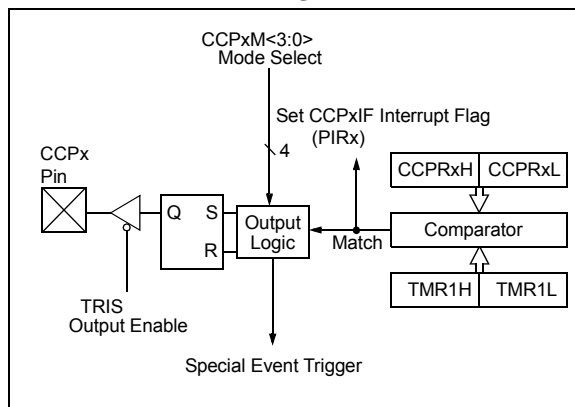 CCPxM<3:0>
Mode Select
Set CCPxIF Interrupt Flag
(PIRx)
4
CCPx
Pin
CCPRxH CCPRxL
Q S
R
Output
Logic
Match
Comparator
TRIS
Output Enable
TMR1H TMR1L
Special Event Trigger